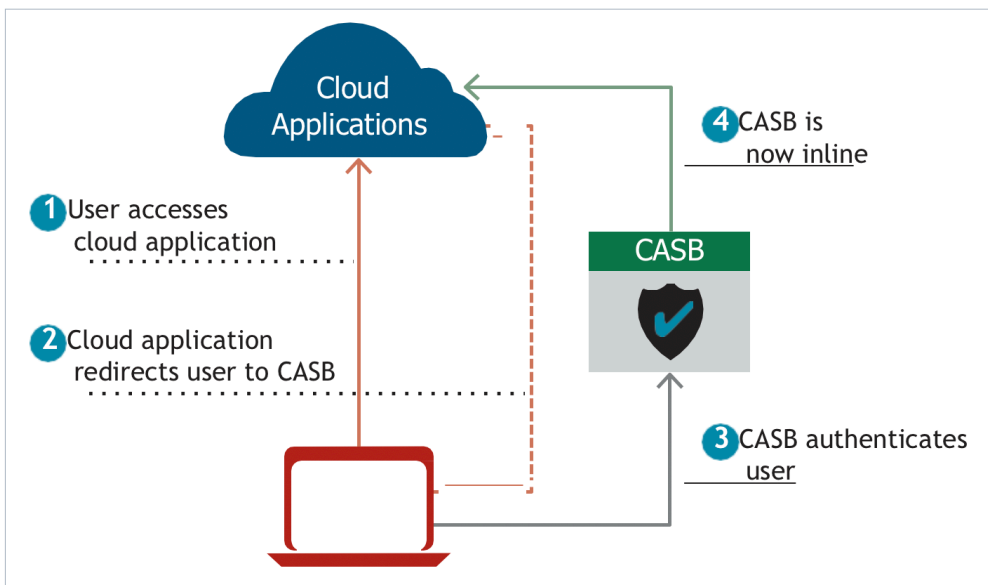 Cloud
Applications
1 User accesses
cloud application
2 Cloud application
redirects user to CASB
4 CASB is
now inline
CASB
3 CASB authenticates
user